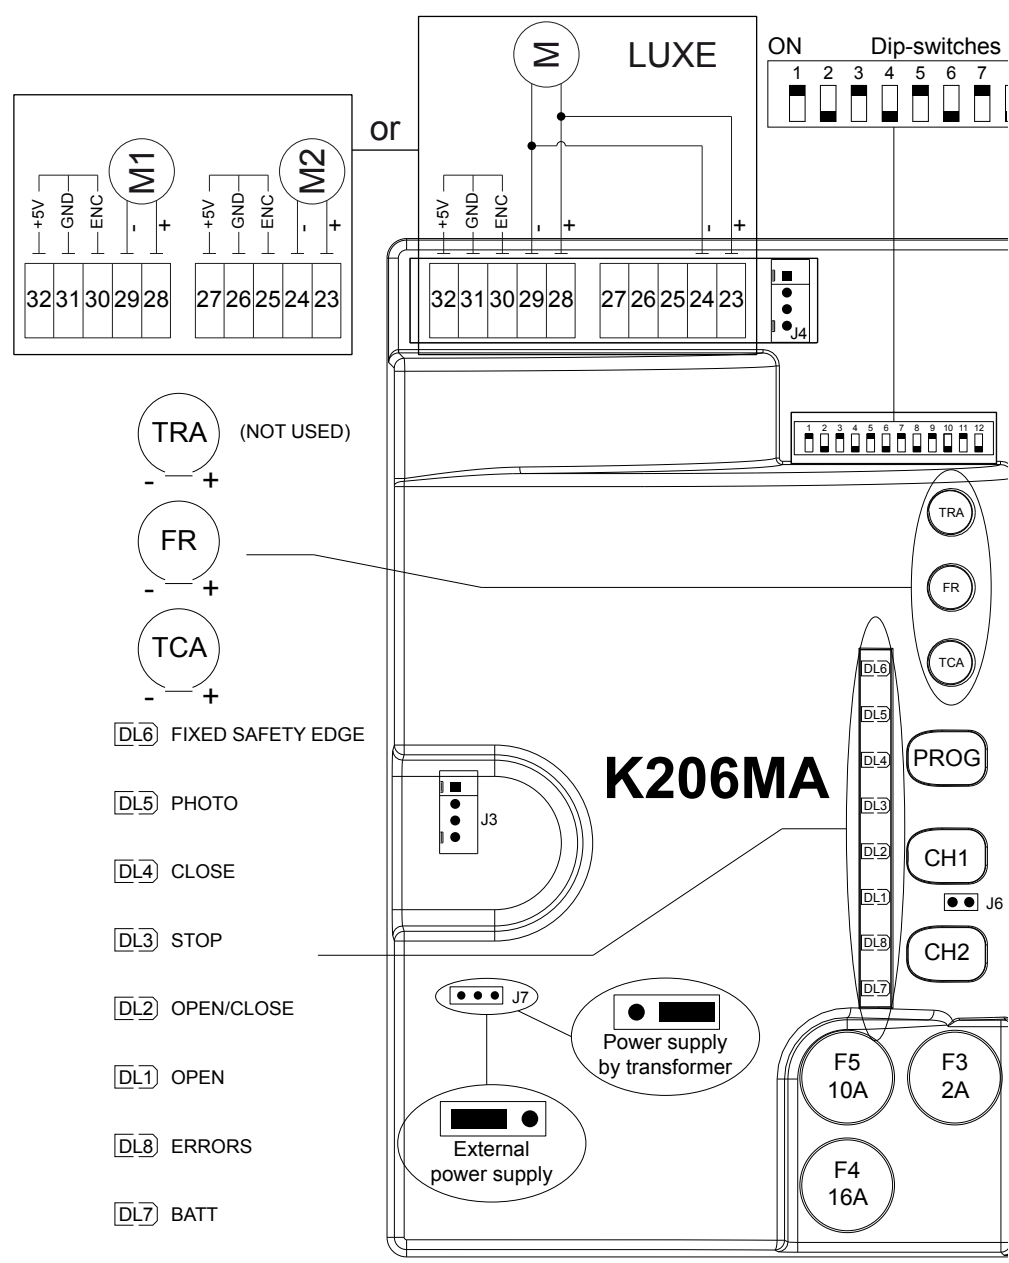 LUXE
M
ON Dip-switches
1 2 3 4 5 6 7
or
M1 M2
+5V GND ENC - +
+5V GND ENC - +
32 31 30 29 28
27 26 25 24 23
+5V GND ENC - + - +
32 31 30 29 28
27 26 25 24 23
J4
1 2 3 4 5 6 7 8 9 10 11 12
TRA (NOT USED)
- +
FR
- +
TCA
- +
TRA
FR
TCA
DL6 FIXED SAFETY EDGE
DL5 PHOTO
DL4 CLOSE
DL3 STOP
DL2 OPEN/CLOSE
DL1 OPEN
DL8 ERRORS
DL7 BATT
K206MA
J3
DL6
DL5
DL4
DL3
DL2
DL1
DL8
DL7
PROG
CH1
J6
CH2
J7
Power supply
by transformer
External
power supply
F5
10A
F3
2A
F4
16A